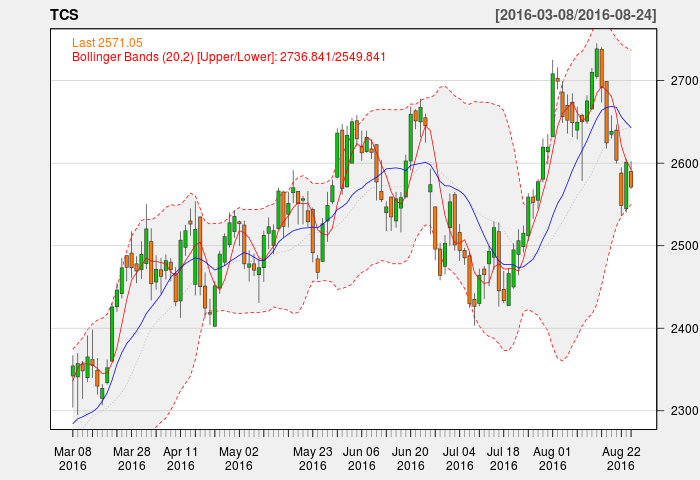 TCS [2016-03-08/2016-08-24]
Last 2571.05
Bollinger Bands (20,2) [Upper/Lower]: 2736.841/2549.841
2700
2600
2500
2400
2300
Mar 08 Mar 28 Apr 11 May 02 May 23 Jun 06 Jun 20 Jul 04 Jul 18 Aug 01 Aug 22
2016 2016 2016 2016 2016 2016 2016 2016 2016 2016 2016